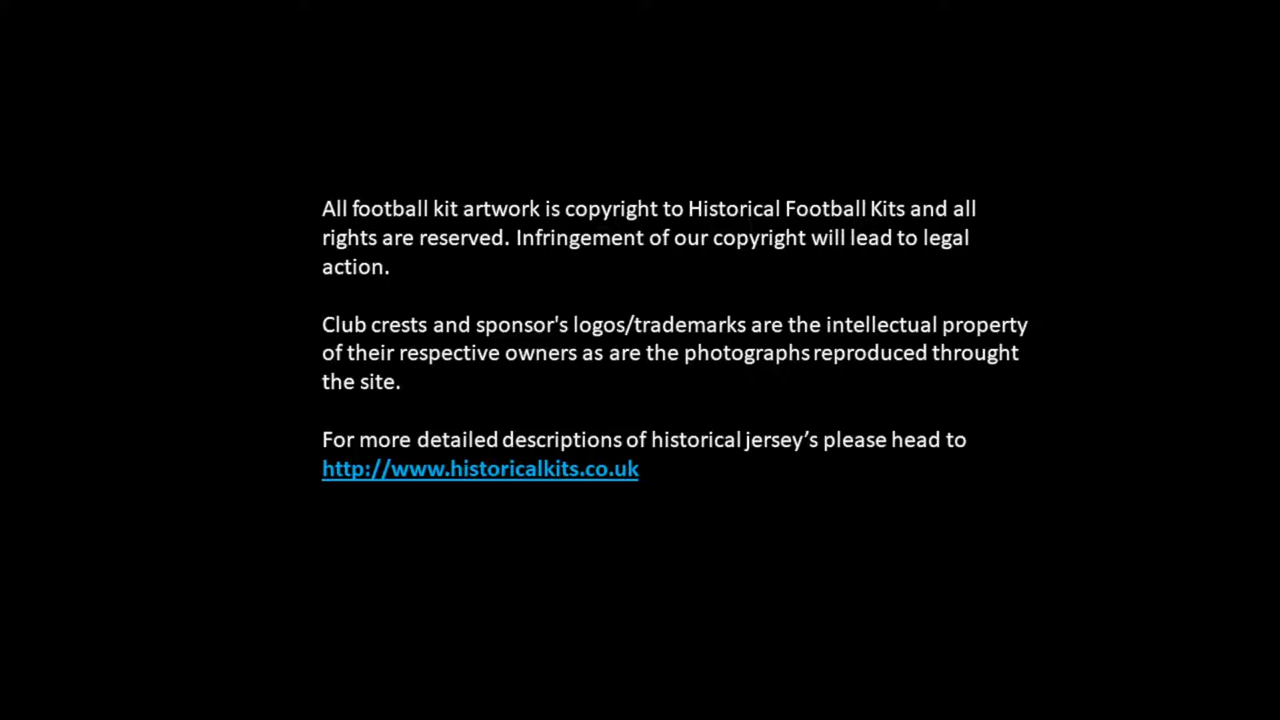 All football kit artwork is copyright to Historical Football Kits and all
rights are reserved. Infringement of our copyright will lead to legal
action.
Club crests and sponsor's logos/trademarks are the intellectual property
of their respective owners as are the photographs reproduced throught
the site.
For more detailed descriptions of historical jersey’s please head to
http://www.historicalkits.co.uk